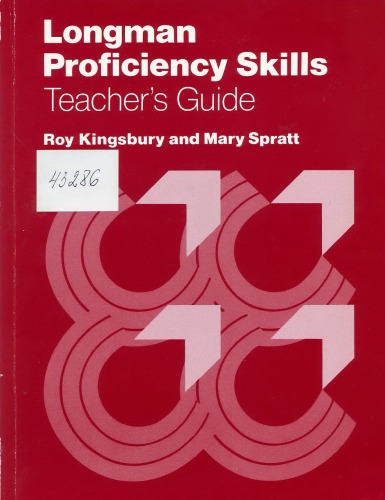 Longman
Proficiency Skills
Teacher's Guide
Roy Kingsbury and Mary Spratt
43286